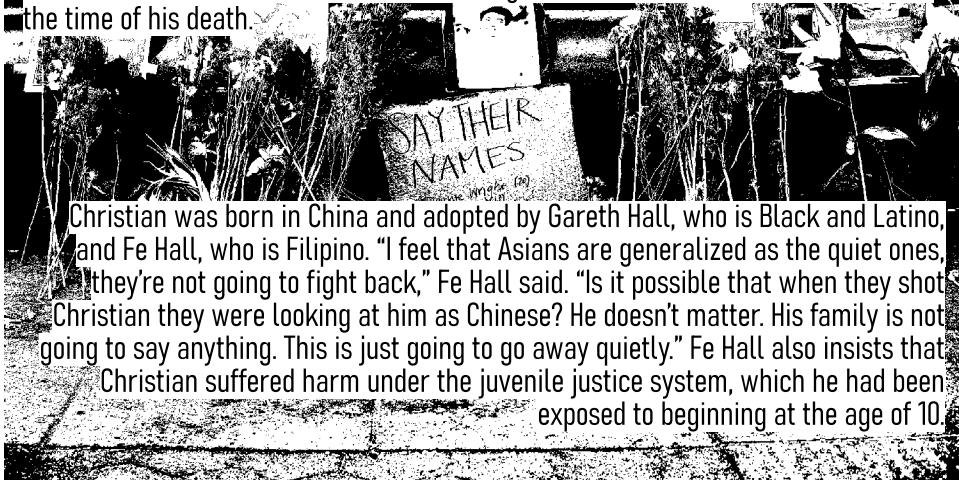 the time of his death.
SAY THEIR
NAMES
Wright (20)
Christian was born in China and adopted by Gareth Hall, who is Black and Latino,
and Fe Hall, who is Filipino. “I feel that Asians are generalized as the quiet ones,
they’re not going to fight back,” Fe Hall said. “Is it possible that when they shot
Christian they were looking at him as Chinese? He doesn’t matter. His family is not
going to say anything. This is just going to go away quietly.” Fe Hall also insists that
Christian suffered harm under the juvenile justice system, which he had been
exposed to beginning at the age of 10.